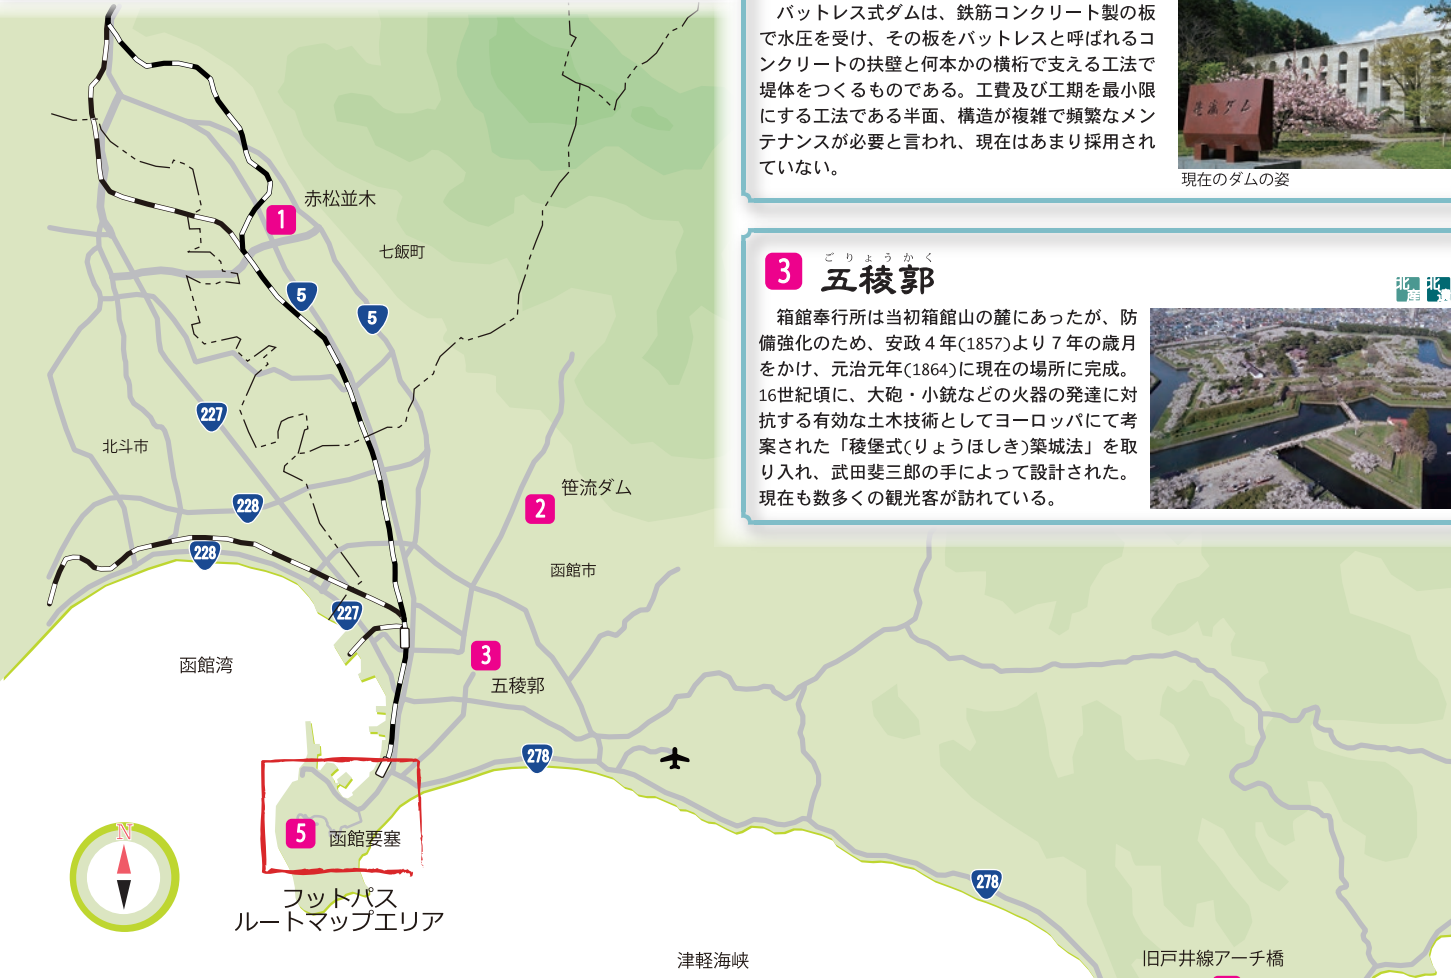 バットレス式ダムは、鉄筋コンクリート製の板
で水圧を受け、その板をバットレスと呼ばれるコ
ンクリートの扶壁と何本かの横桁で支える工法で
堤体をつくるものである。工費及び工期を最小限
にする工法である半面、構造が複雑で頻繁なメン
テナンスが必要と言われ、現在はあまり採用され
ていない。
笹流ダム
現在のダムの姿
3
ごりょうかく
五稜郭
北
産
北
遺
箱館奉行所は当初箱館山の麓にあったが、防
備強化のため、安政４年(1857)より７年の歳月
をかけ、元治元年(1864)に現在の場所に完成。
16世紀頃に、大砲・小銃などの火器の発達に対
抗する有効な土木技術としてヨーロッパにて考
案された「稜堡式(りょうほしき)築城法」を取
り入れ、武田斐三郎の手によって設計された。
現在も数多くの観光客が訪れている。
赤松並木
1
七飯町
5
5
227
北斗市
228
笹流ダム
2
228
函館市
227
3
五稜郭
函館湾
278
5
函館要塞
N
フットパス
ルートマップエリア
278
津軽海峡
旧戸井線アーチ橋